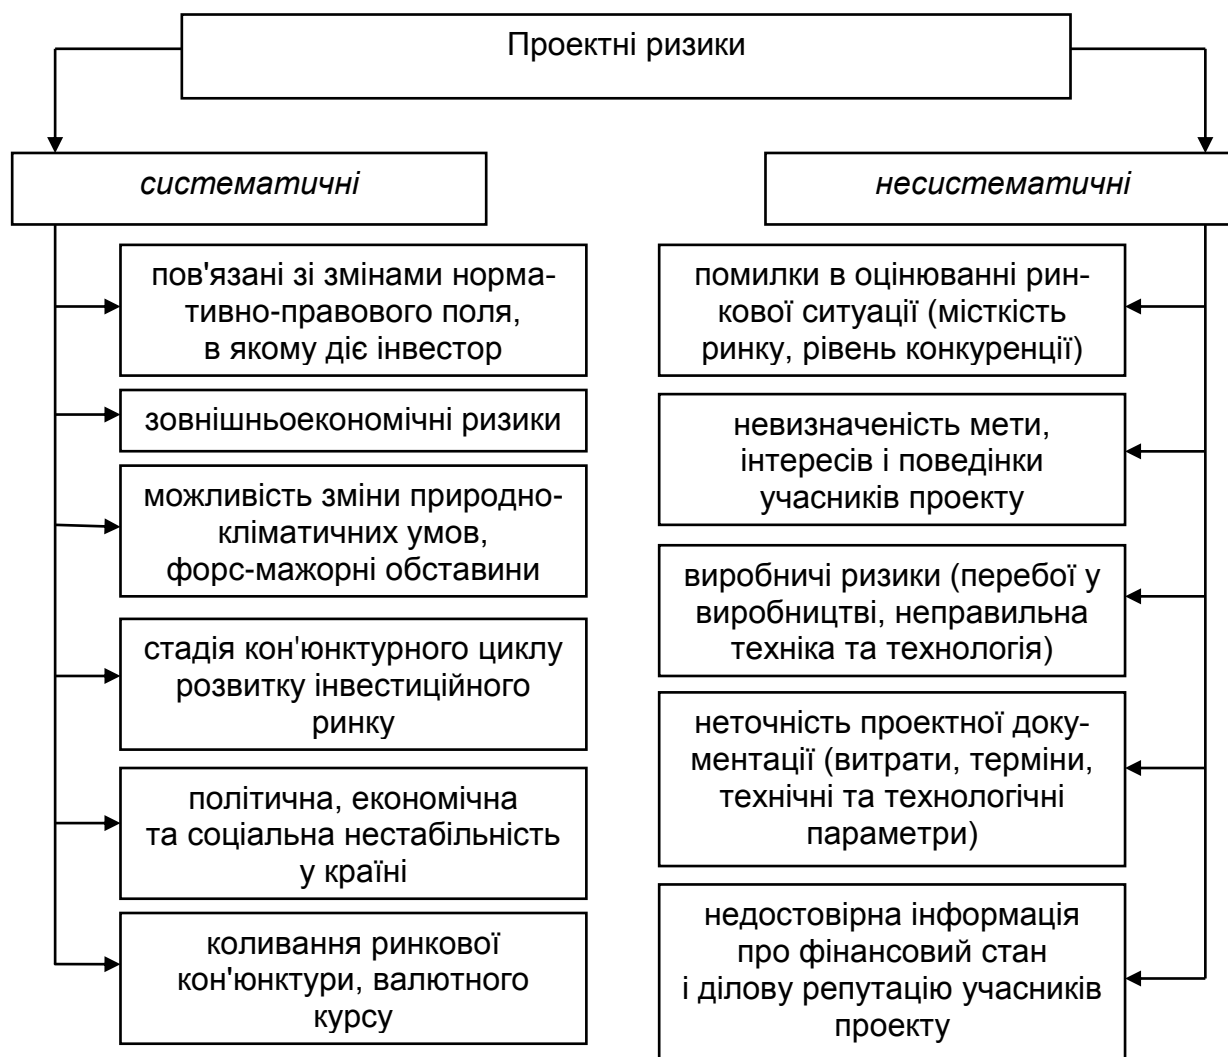 Проектні ризики
систематичні
пов'язані зі змінами норма-
тивно-правового поля,
в якому діє інвестор
зовнішньоекономічні ризики
можливість зміни природно-
кліматичних умов,
форс-мажорні обставини
стадія кон'юнктурного циклу
розвитку інвестиційного
ринку
політична, економічна
та соціальна нестабільність
у країні
коливання ринкової
кон'юнктури, валютного
курсу
несистематичні
помилки в оцінюванні рин-
кової ситуації (місткість
ринку, рівень конкуренції)
невизначеність мети,
інтересів і поведінки
учасників проекту
виробничі ризики (перебої у
виробництві, неправильна
техніка та технологія)
неточність проектної доку-
ментації (витрати, терміни,
технічні та технологічні
параметри)
недостовірна інформація
про фінансовий стан
і ділову репутацію учасників
проекту